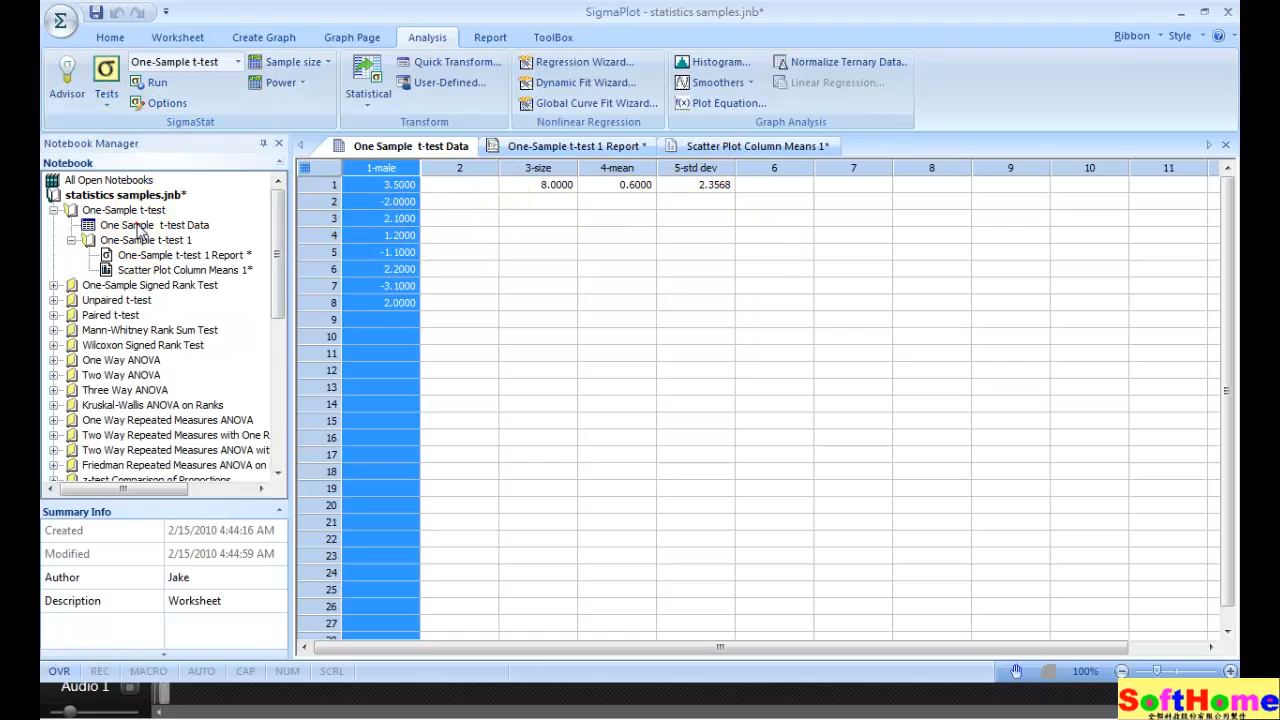 SigmaPlot - statistics samples.jnb*
Home Worksheet Create Graph Graph Page Analysis Report ToolBox Ribbon Style
Advisor Tests One-Sample t-test Sample size
Run Power
Options
SigmaStat
Statistical Quick Transform...
User-Defined...
Transform
Regression Wizard...
Dynamic Fit Wizard...
Global Curve Fit Wizard...
Nonlinear Regression
Histogram... Normalize Ternary Data..
Smoothers Linear Regression...
f(x) Plot Equation...
Graph Analysis
Notebook Manager
Notebook
All Open Notebooks
statistics samples.jnb*
One-Sample t-test
One Sample t-test Data
One-Sample t-test 1
One-Sample t-test 1 Report *
Scatter Plot Column Means 1*
One-Sample Signed Rank Test
Unpaired t-test
Paired t-test
Mann-Whitney Rank Sum Test
Wilcoxon Signed Rank Test
One Way ANOVA
Two Way ANOVA
Three Way ANOVA
Kruskal-Wallis ANOVA on Ranks
One Way Repeated Measures ANOVA
Two Way Repeated Measures with One R
Two Way Repeated Measures ANOVA wit
Friedman Repeated Measures ANOVA on
z-test Comparison of Proportions
Summary Info
Created 2/15/2010 4:44:16 AM
Modified 2/15/2010 4:44:59 AM
Author Jake
Description Worksheet
One Sample t-test Data One-Sample t-test 1 Report * Scatter Plot Column Means 1*
1-male 2 3-size 4-mean 5-std dev 6 7 8 9 10 11
1 3.5000 8.0000 0.6000 2.3568
2 -2.0000
3 2.1000
4 1.2000
5 -1.1000
6 2.2000
7 -3.1000
8 2.0000
9
10
11
12
13
14
15
16
17
18
19
20
21
22
23
24
25
26
27
28
OVR REC MACRO AUTO CAP NUM SCRL 100%
Audio 1
SoftHome